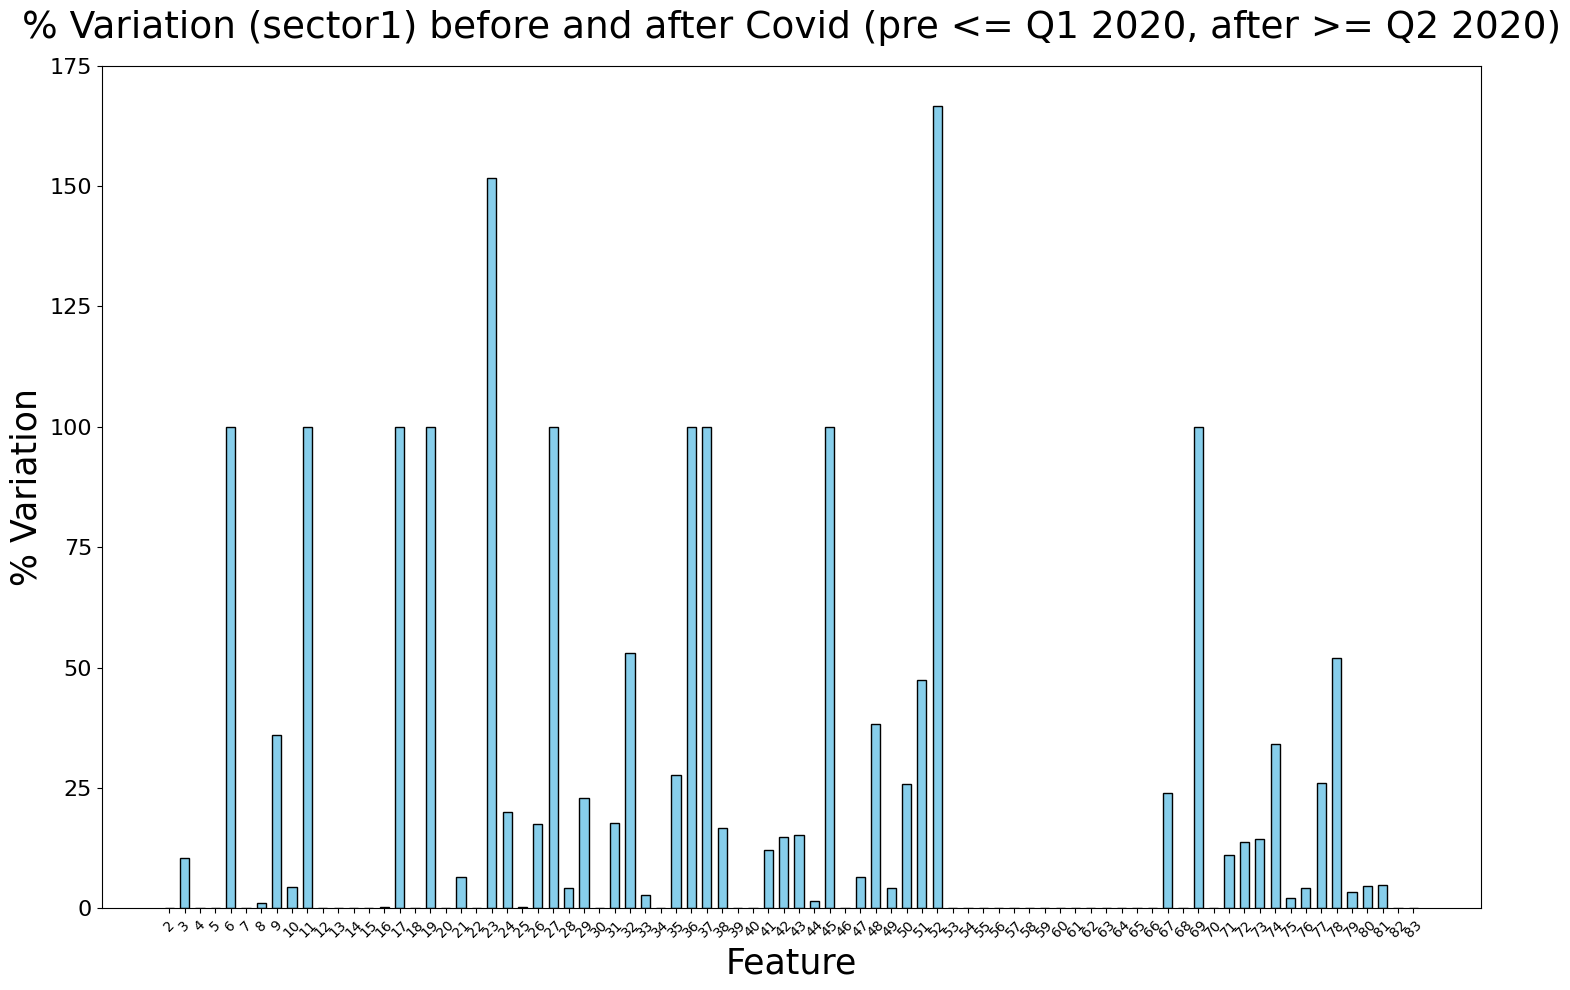 % Variation (sector1) before and after Covid (pre <= Q1 2020, after >= Q2 2020)
175
150
125
100
75
50
25
0
% Variation
2 3 4 5 6 7 8 9 10 11 12 13 14 15 16 17 18 19 20 21 22 23 24 25 26 27 28 29 30 31 32 33 34 35 36 37 38 39 40 41 42 43 44 45 46 47 48 49 50 51 52 53 54 55 56 57 58 59 60 61 62 63 64 65 66 67 68 69 70 71 72 73 74 75 76 77 78 79 80 81 82 83
Feature